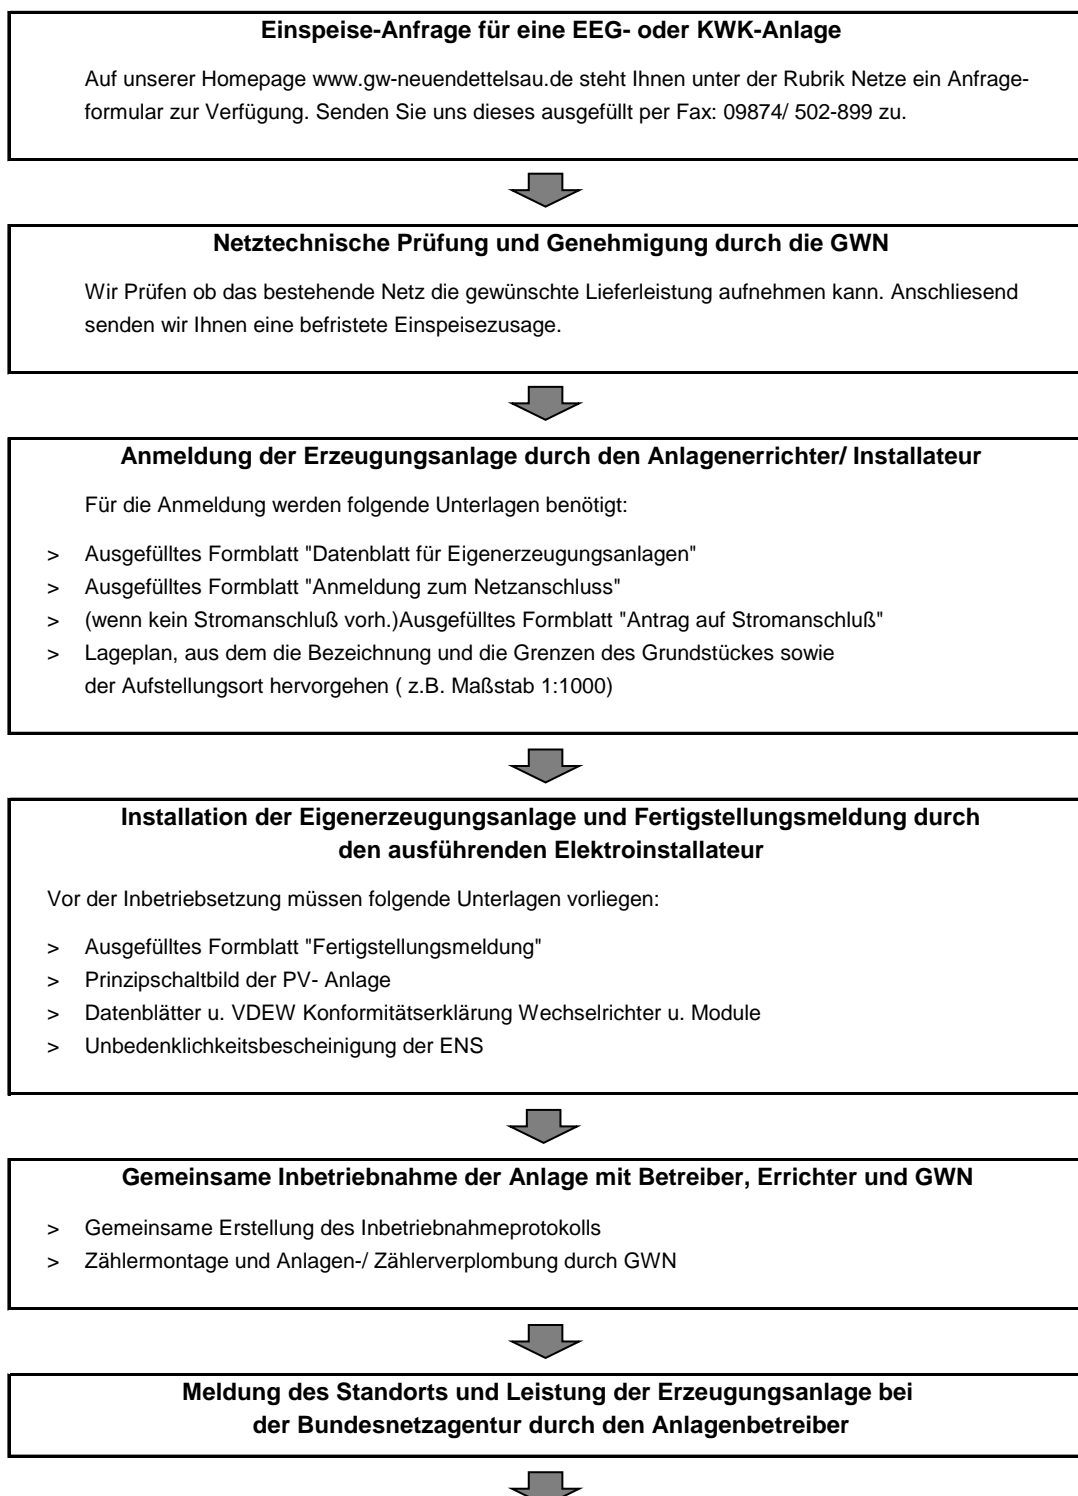 Einspeise-Anfrage für eine EEG- oder KWK-Anlage
Auf unserer Homepage www.gw-neuendettelsau.de steht Ihnen unter der Rubrik Netze ein Anfrage-
formular zur Verfügung. Senden Sie uns dieses ausgefüllt per Fax: 09874/ 502-899 zu.
Netztechnische Prüfung und Genehmigung durch die GWN
Wir Prüfen ob das bestehende Netz die gewünschte Lieferleistung aufnehmen kann. Anschliesend
senden wir Ihnen eine befristete Einspeisezusage.
Anmeldung der Erzeugungsanlage durch den Anlagenerrichter/ Installateur
Für die Anmeldung werden folgende Unterlagen benötigt:
> Ausgefülltes Formblatt "Datenblatt für Eigenerzeugungsanlagen"
> Ausgefülltes Formblatt "Anmeldung zum Netzanschluss"
> (wenn kein Stromanschluß vorh.)Ausgefülltes Formblatt "Antrag auf Stromanschluß"
> Lageplan, aus dem die Bezeichnung und die Grenzen des Grundstückes sowie
der Aufstellungsort hervorgehen ( z.B. Maßstab 1:1000)
Installation der Eigenerzeugungsanlage und Fertigstellungsmeldung durch
den ausführenden Elektroinstallateur
Vor der Inbetriebsetzung müssen folgende Unterlagen vorliegen:
> Ausgefülltes Formblatt "Fertigstellungsmeldung"
> Prinzipschaltbild der PV- Anlage
> Datenblätter u. VDEW Konformitätserklärung Wechselrichter u. Module
> Unbedenklichkeitsbescheinigung der ENS
Gemeinsame Inbetriebnahme der Anlage mit Betreiber, Errichter und GWN
> Gemeinsame Erstellung des Inbetriebnahmeprotokolls
> Zählermontage und Anlagen-/ Zählerverplombung durch GWN
Meldung des Standorts und Leistung der Erzeugungsanlage bei
der Bundesnetzagentur durch den Anlagenbetreiber